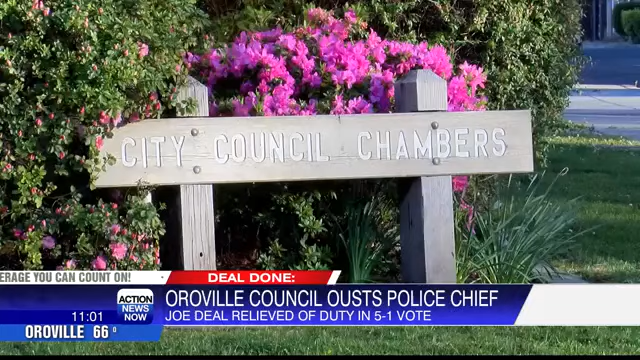 CITY COUNCIL CHAMBERS
ERAGE YOU CAN COUNT ON!
DEAL DONE:
OROVILLE COUNCIL OUSTS POLICE CHIEF
JOE DEAL RELIEVED OF DUTY IN 5-1 VOTE
11:01
ACTION
NEWS
NOW
OROVILLE 66°